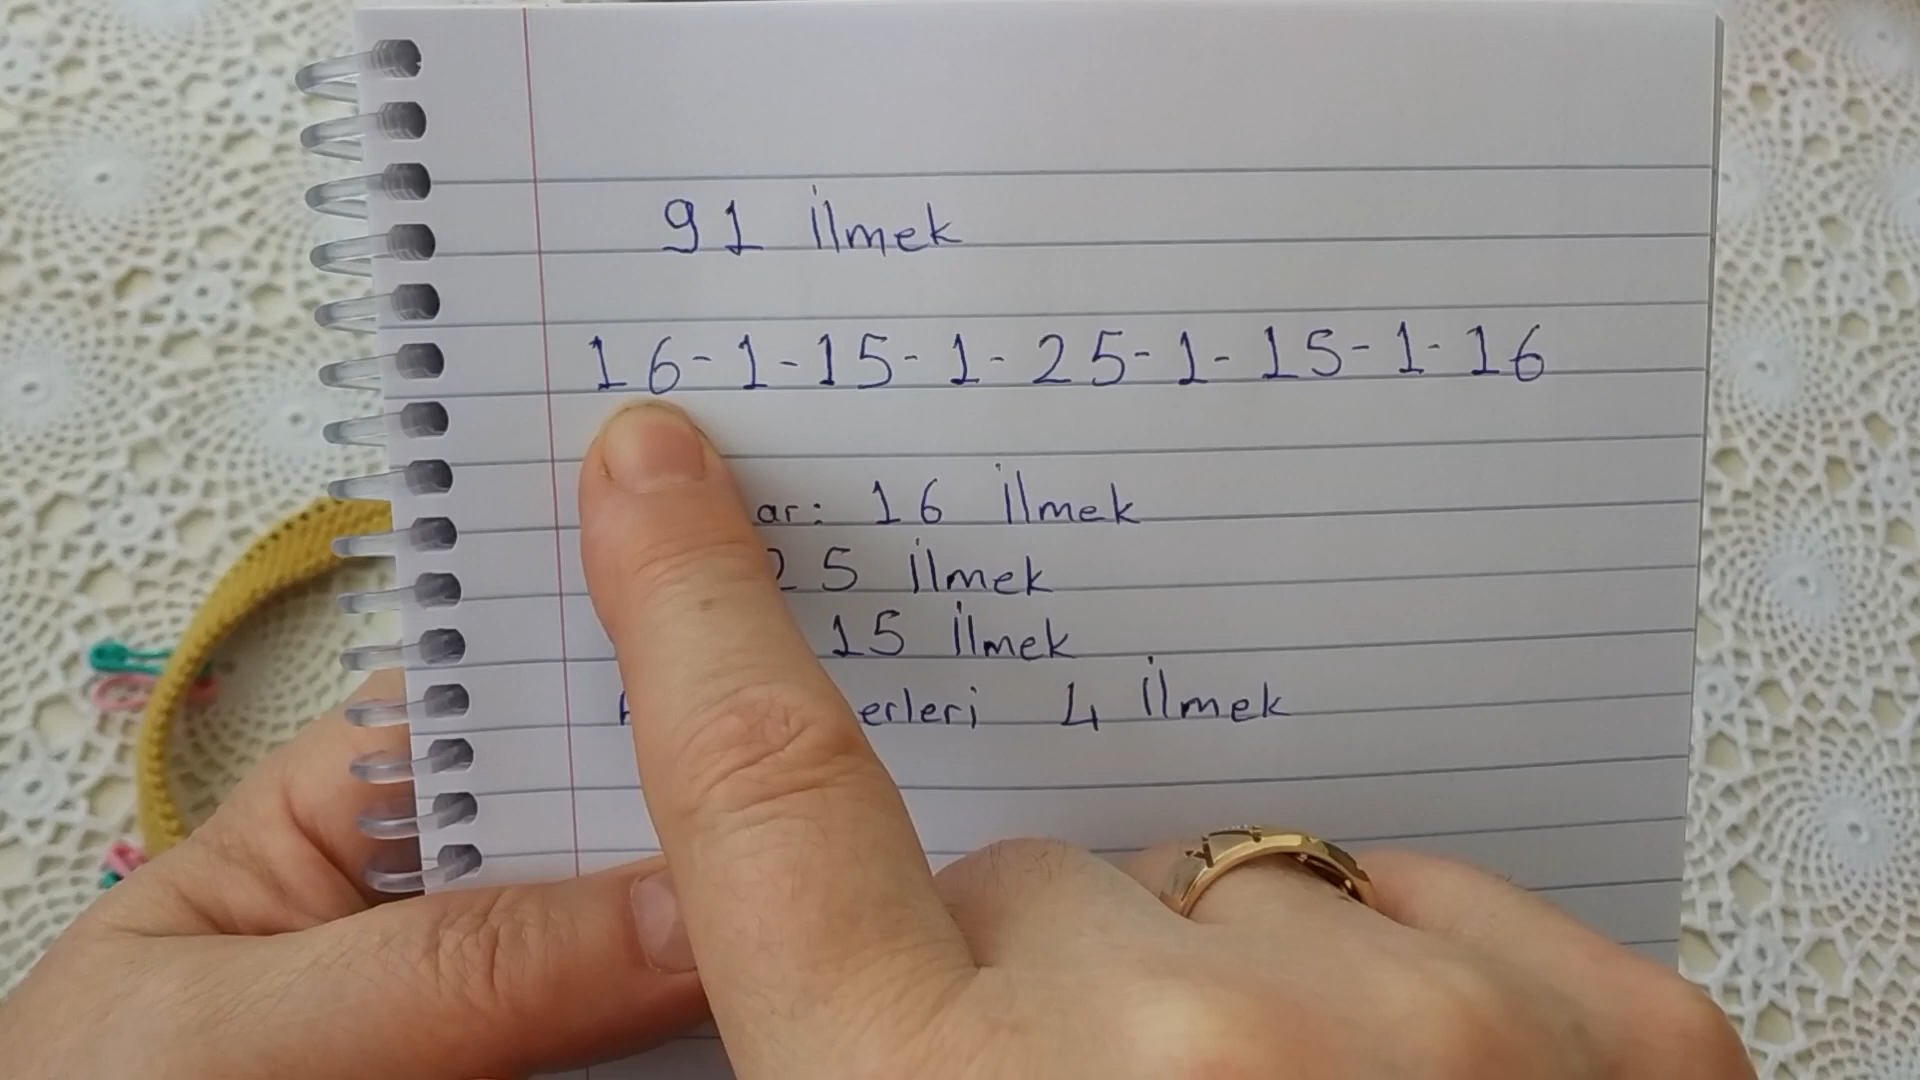 91 İlmek
16-1-15-1-25-1-15-1-16
ar: 16 İlmek
25 İlmek
15 İlmek
erleri 4 İlmek